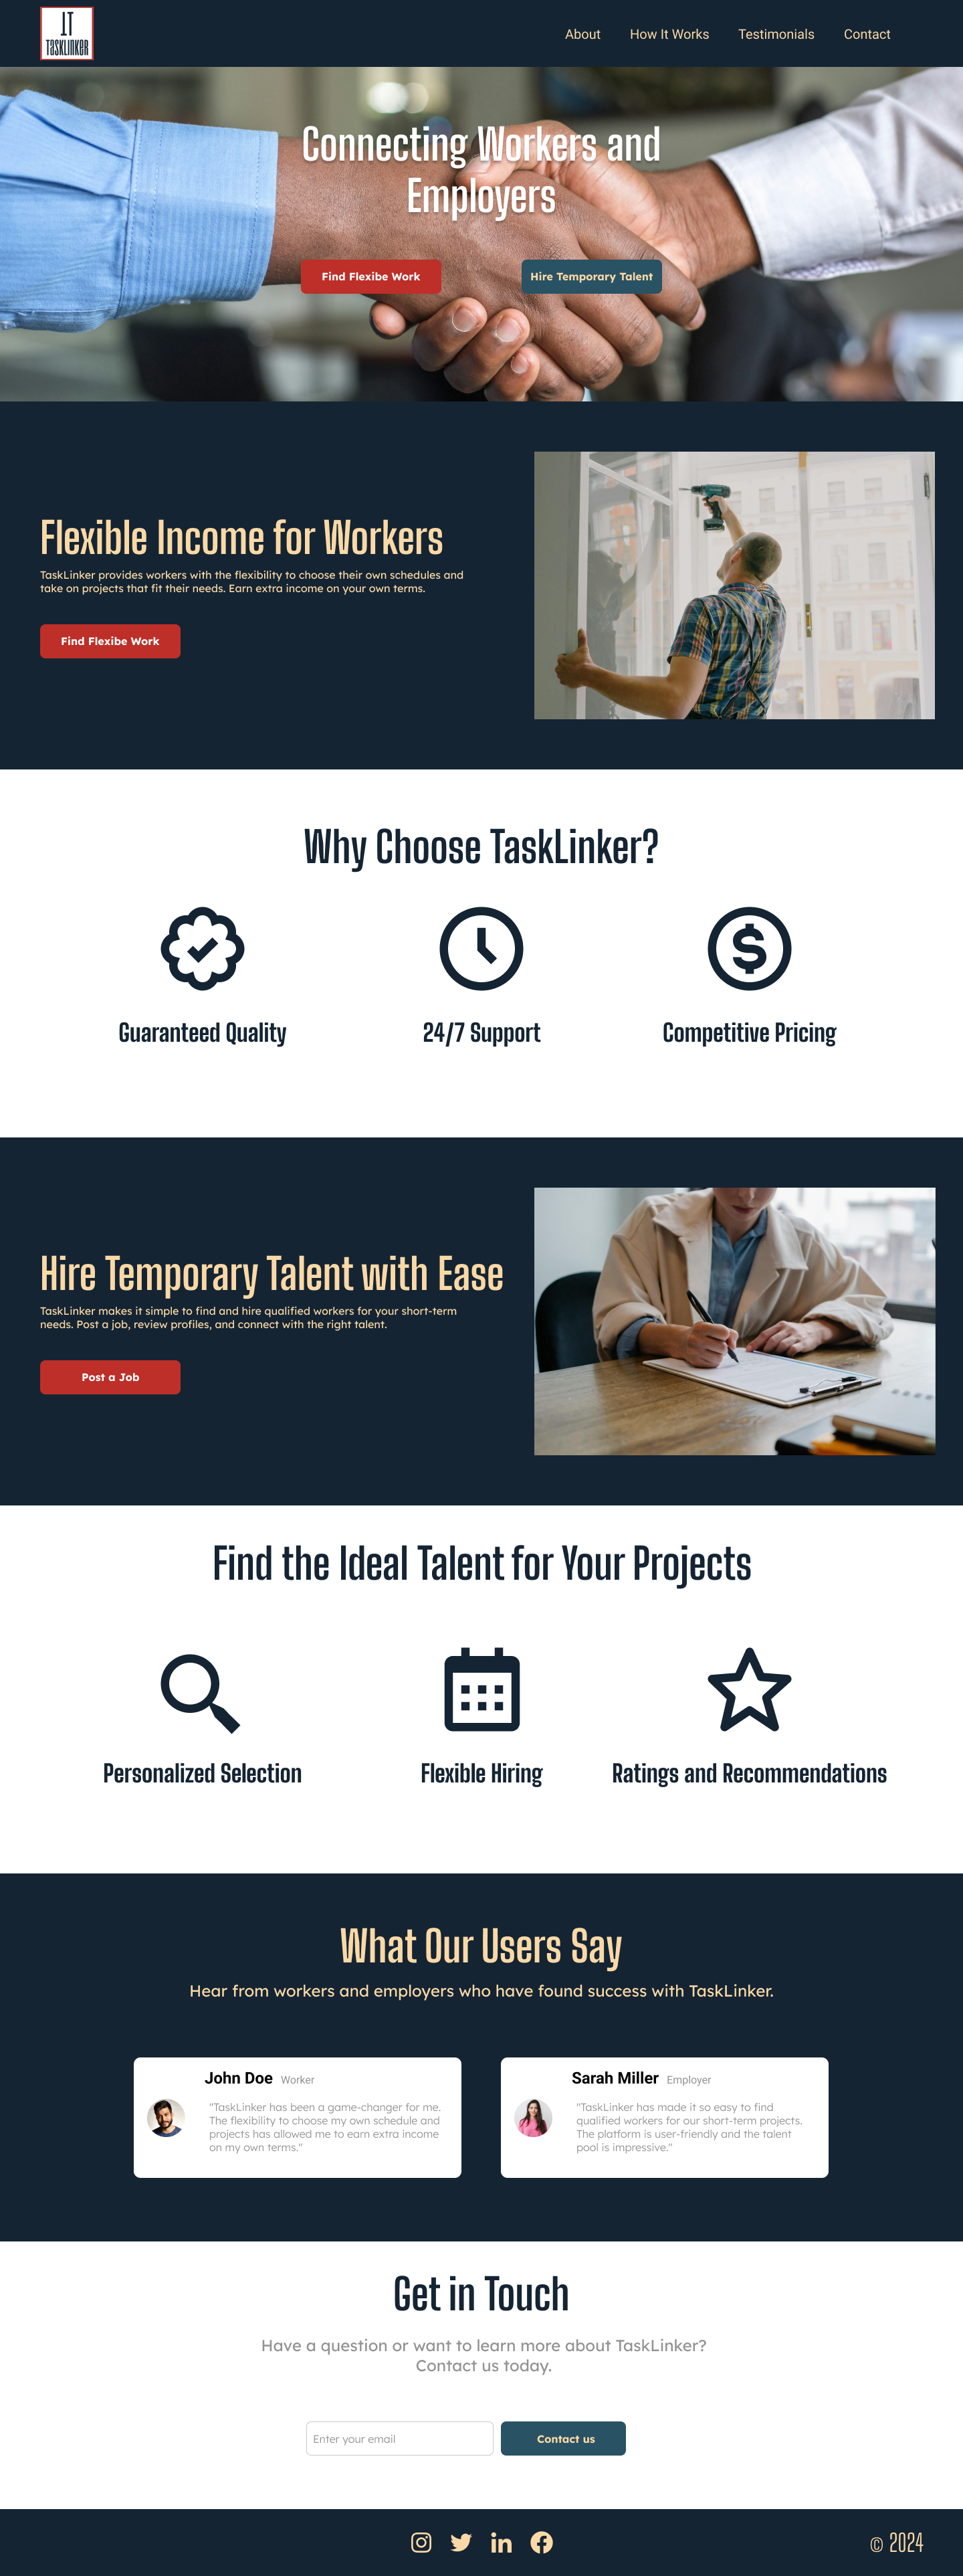 IT
TASKLINKER
About How It Works Testimonials Contact
Connecting Workers and
Employers
Find Flexibe Work Hire Temporary Talent
Flexible Income for Workers
TaskLinker provides workers with the flexibility to choose their own schedules and
take on projects that fit their needs. Earn extra income on your own terms.
Find Flexibe Work
Why Choose TaskLinker?
Guaranteed Quality 24/7 Support Competitive Pricing
Hire Temporary Talent with Ease
TaskLinker makes it simple to find and hire qualified workers for your short-term
needs. Post a job, review profiles, and connect with the right talent.
Post a Job
Find the Ideal Talent for Your Projects
Personalized Selection Flexible Hiring Ratings and Recommendations
What Our Users Say
Hear from workers and employers who have found success with TaskLinker.
John Doe Worker
"TaskLinker has been a game-changer for me.
The flexibility to choose my own schedule and
projects has allowed me to earn extra income
on my own terms."
Sarah Miller Employer
"TaskLinker has made it so easy to find
qualified workers for our short-term projects.
The platform is user-friendly and the talent
pool is impressive."
Get in Touch
Have a question or want to learn more about TaskLinker?
Contact us today.
Enter your email Contact us
© 2024